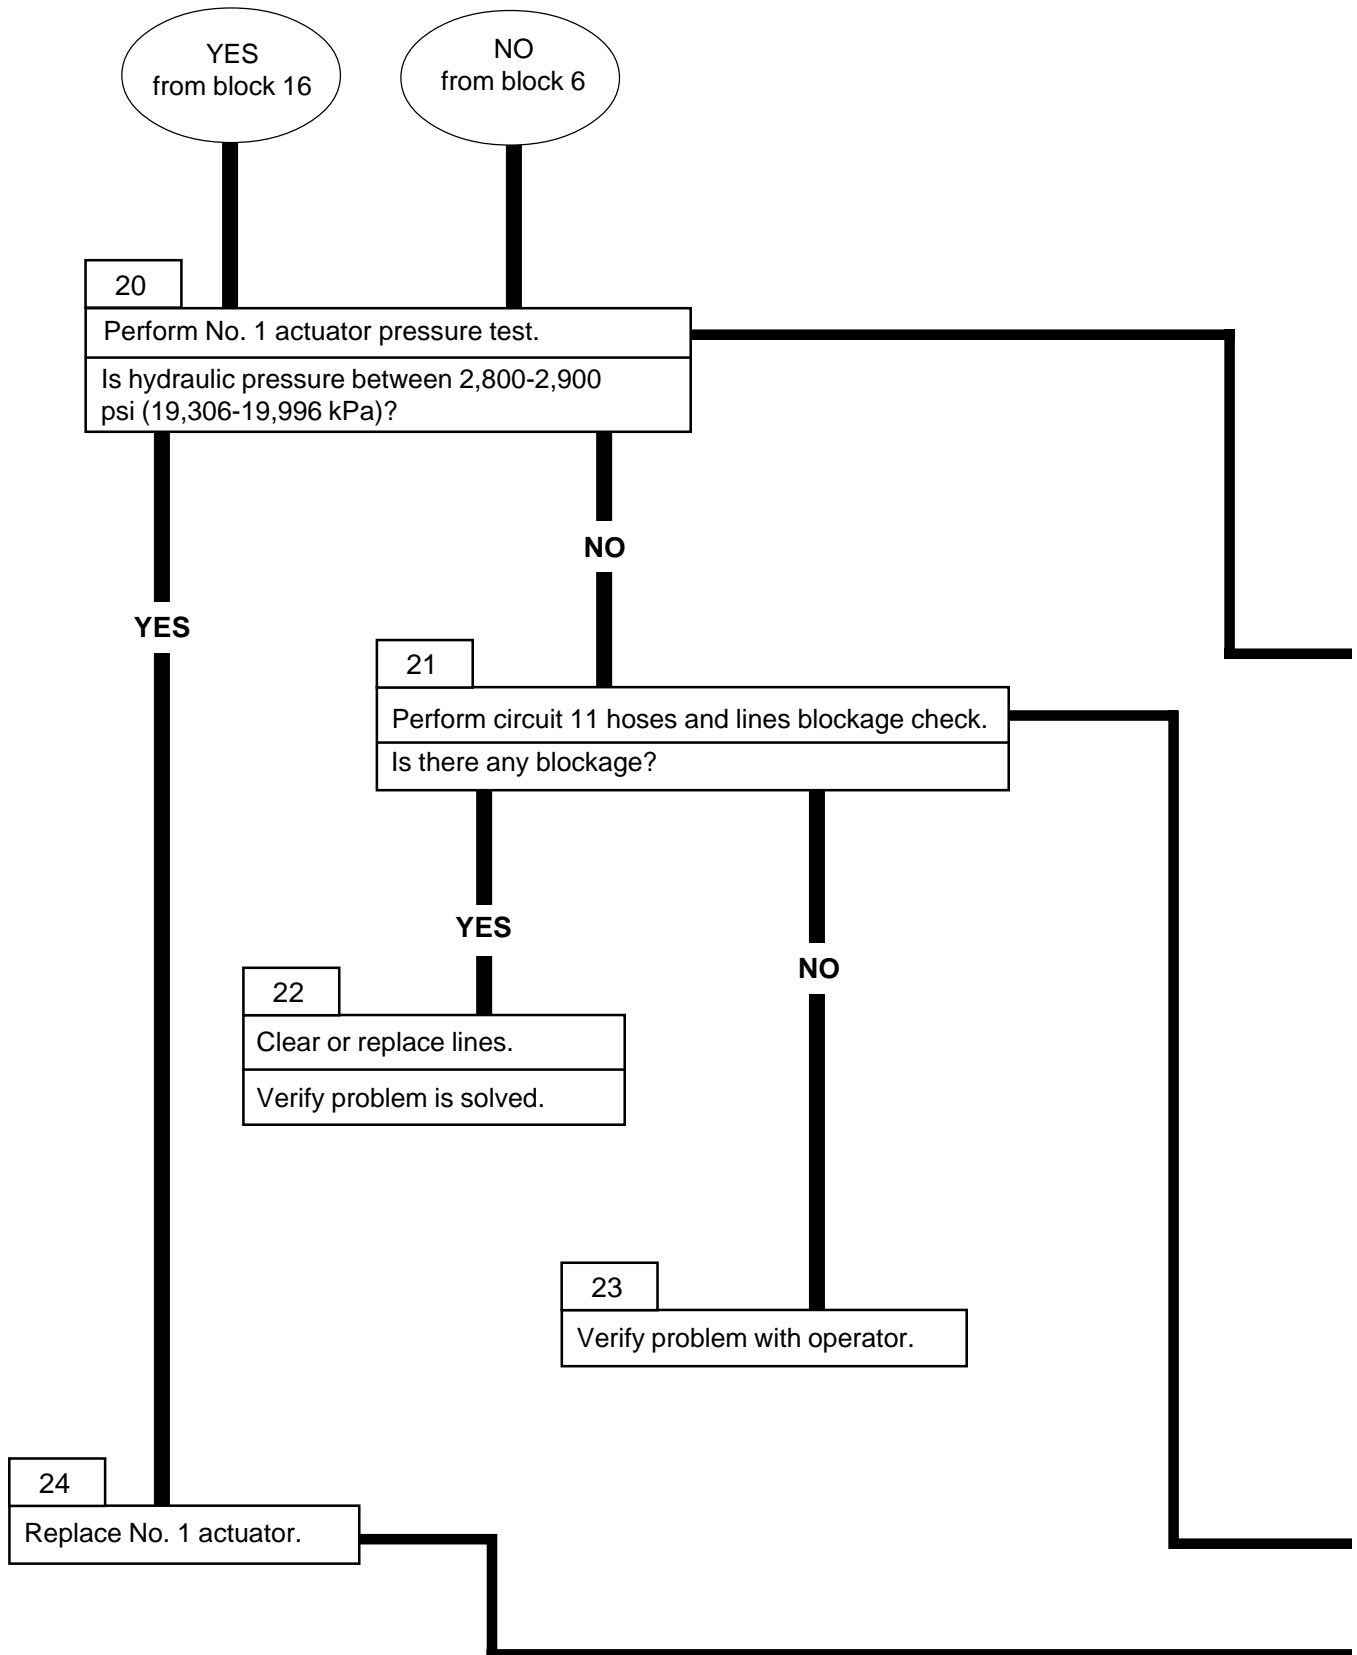 YES
from block 16
NO
from block 6
20
Perform No. 1 actuator pressure test.
Is hydraulic pressure between 2,800-2,900
psi (19,306-19,996 kPa)?
NO
YES
21
Perform circuit 11 hoses and lines blockage check.
Is there any blockage?
YES
NO
22
Clear or replace lines.
Verify problem is solved.
23
Verify problem with operator.
24
Replace No. 1 actuator.